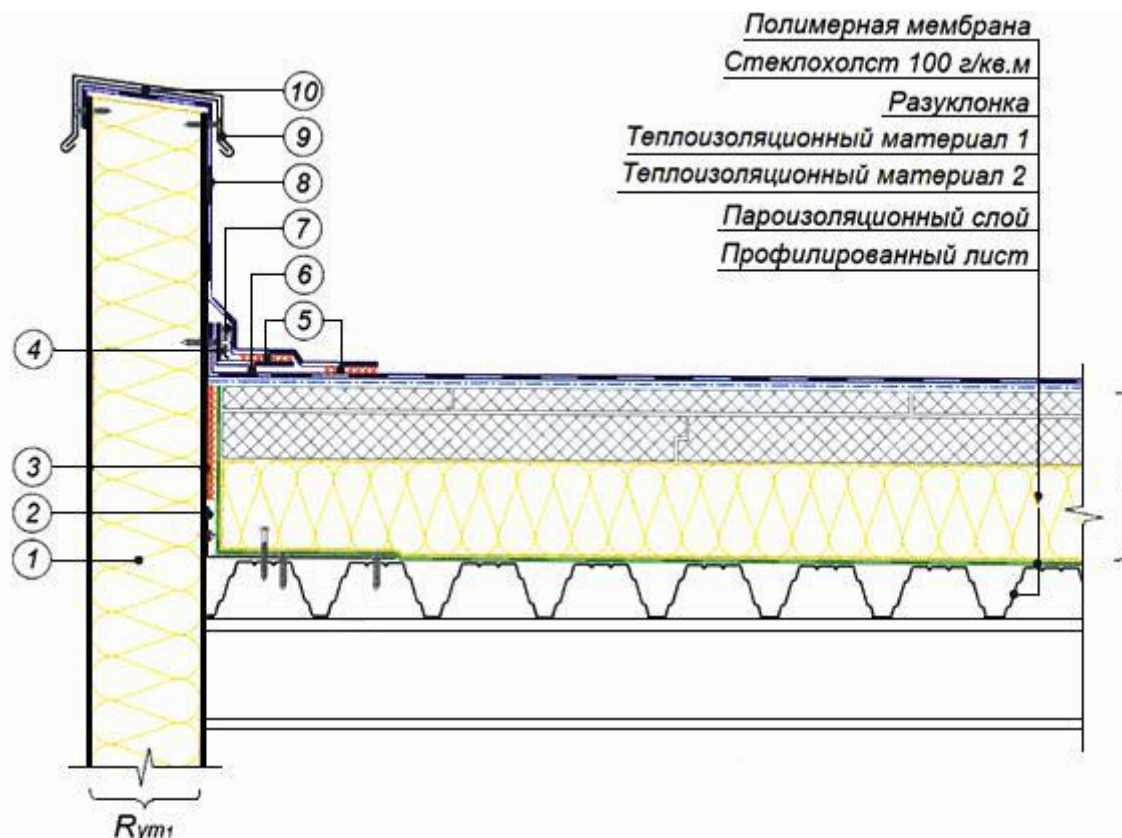 Полимерная мембрана
Стеклохолст 100 г/кв.м
Разуклонка
Теплоизоляционный материал 1
Теплоизоляционный материал 2
Пароизоляционный слой
Профилированный лист
10
9
8
7
6
5
4
3
2
1
Rут1